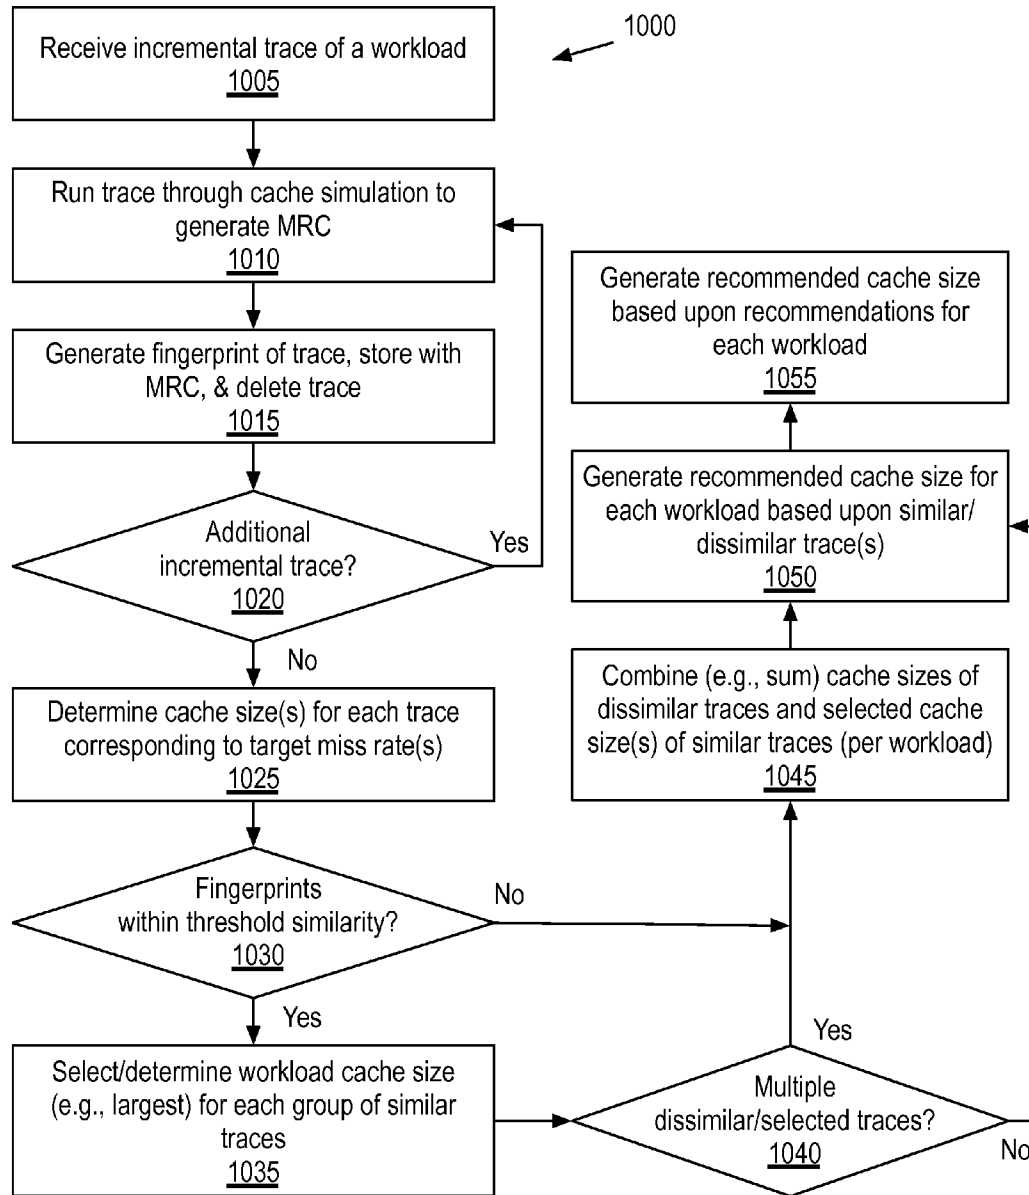 1000
Receive incremental trace of a workload
1005
Run trace through cache simulation to
generate MRC
1010
Generate fingerprint of trace, store with
MRC, & delete trace
1015
Additional
incremental trace?
1020
Yes
No
Determine cache size(s) for each trace
corresponding to target miss rate(s)
1025
Fingerprints
within threshold similarity?
1030
No
Yes
Select/determine workload cache size
(e.g., largest) for each group of similar
traces
1035
Multiple
dissimilar/selected traces?
1040
Yes
No
Combine (e.g., sum) cache sizes of
dissimilar traces and selected cache
size(s) of similar traces (per workload)
1045
Generate recommended cache size for
each workload based upon similar/
dissimilar trace(s)
1050
Generate recommended cache size
based upon recommendations for
each workload
1055